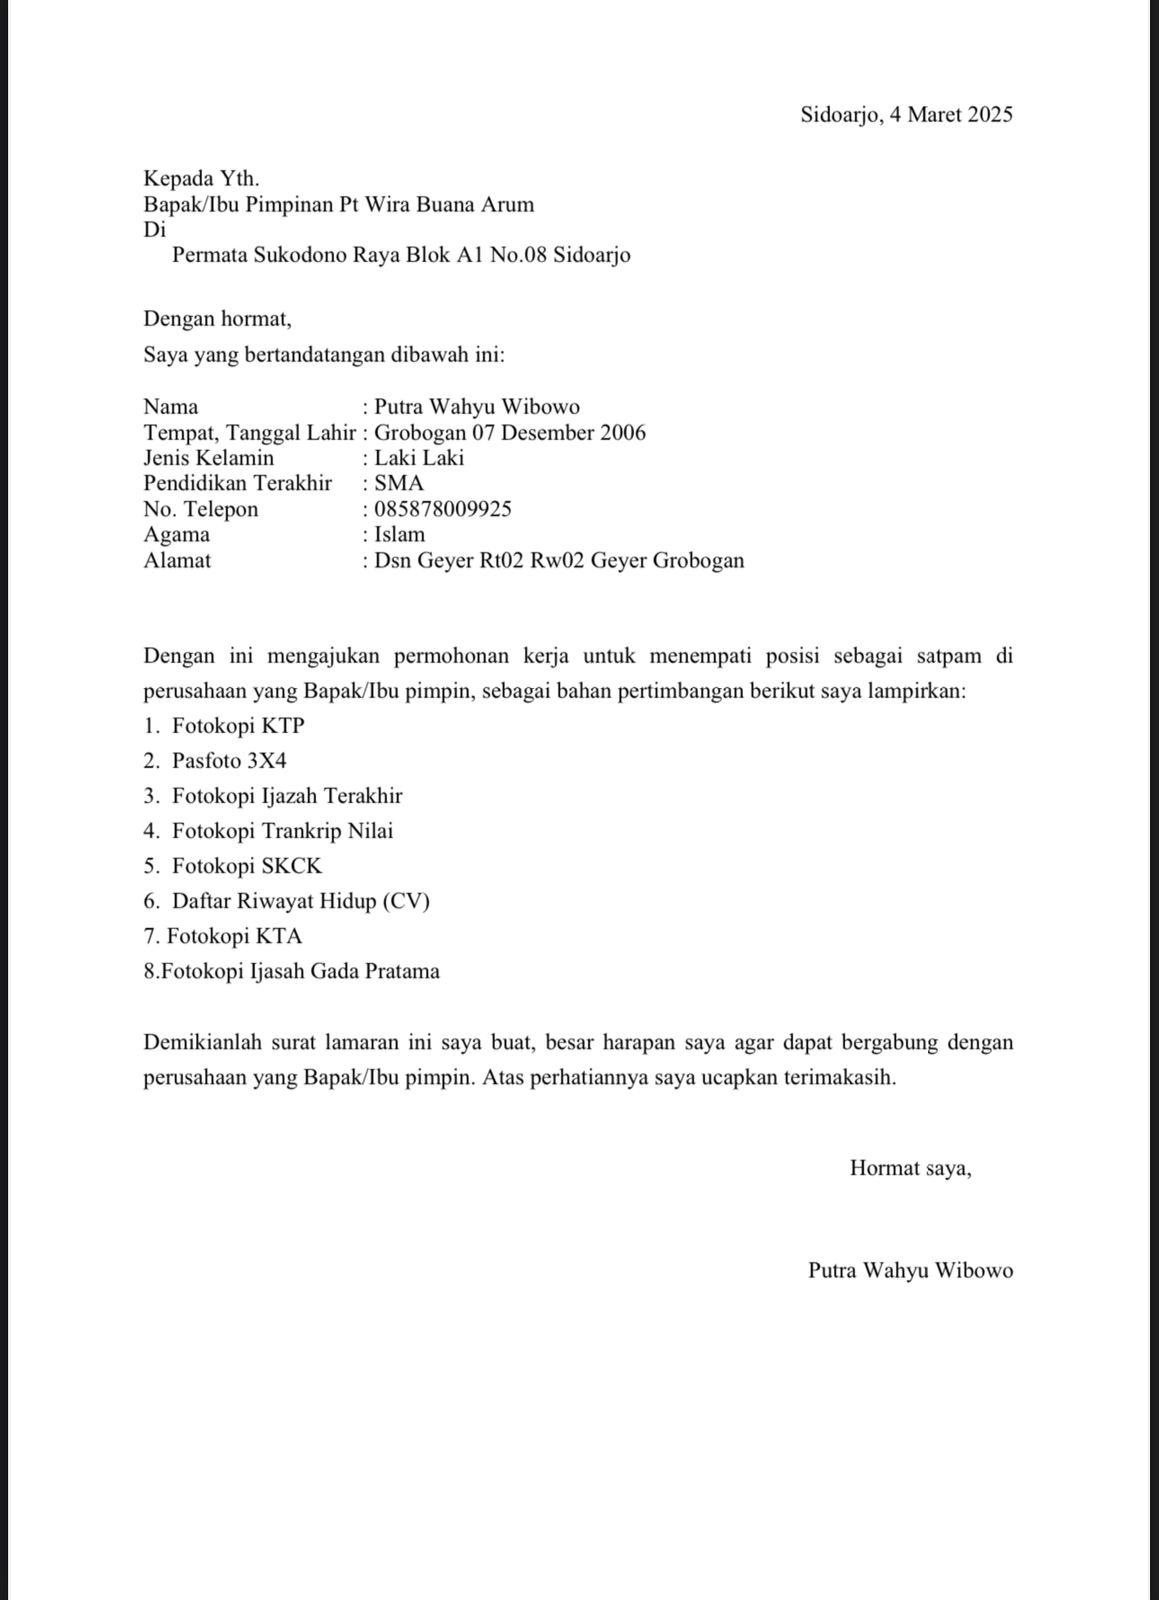 Sidoarjo, 4 Maret 2025
Kepada Yth.
Bapak/Ibu Pimpinan Pt Wira Buana Arum
Di
Permata Sukodono Raya Blok A1 No.08 Sidoarjo
Dengan hormat,
Saya yang bertandatangan dibawah ini:
Nama : Putra Wahyu Wibowo
Tempat, Tanggal Lahir : Grobogan 07 Desember 2006
Jenis Kelamin : Laki Laki
Pendidikan Terakhir : SMA
No. Telepon : 085878009925
Agama : Islam
Alamat : Dsn Geyer Rt02 Rw02 Geyer Grobogan
Dengan ini mengajukan permohonan kerja untuk menempati posisi sebagai satpam di
perusahaan yang Bapak/Ibu pimpin, sebagai bahan pertimbangan berikut saya lampirkan:
1. Fotokopi KTP
2. Pasfoto 3X4
3. Fotokopi Ijazah Terakhir
4. Fotokopi Trankrip Nilai
5. Fotokopi SKCK
6. Daftar Riwayat Hidup (CV)
7. Fotokopi KTA
8.Fotokopi Ijasah Gada Pratama
Demikianlah surat lamaran ini saya buat, besar harapan saya agar dapat bergabung dengan
perusahaan yang Bapak/Ibu pimpin. Atas perhatiannya saya ucapkan terimakasih.
Hormat saya,
Putra Wahyu Wibowo